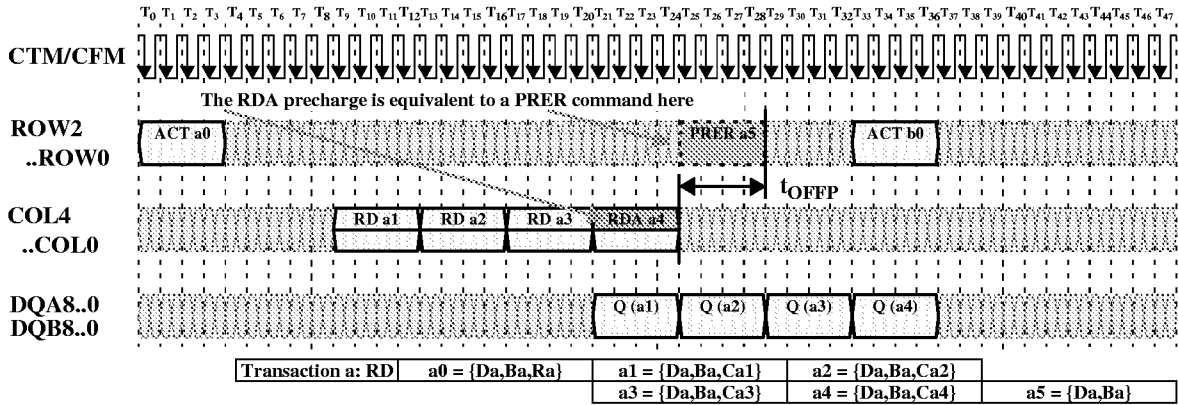 T0 T1 T2 T3 T4 T5 T6 T7 T8 T9 T10 T11 T12 T13 T14 T15 T16 T17 T18 T19 T20 T21 T22 T23 T24 T25 T26 T27 T28 T29 T30 T31 T32 T33 T34 T35 T36 T37 T38 T39 T40 T41 T42 T43 T44 T45 T46 T47
CTM/CFM
The RDA precharge is equivalent to a PRER command here
ROW2
..ROW0
ACT a0 PRER a5 ACT b0
tOFFP
COL4
..COL0
RD a1 RD a2 RD a3 RDA a4
DQA8..0
DQB8..0
Q (a1) Q (a2) Q (a3) Q (a4)
Transaction a: RD a0 = {Da,Ba,Ra} a1 = {Da,Ba,Ca1} a2 = {Da,Ba,Ca2}
a3 = {Da,Ba,Ca3} a4 = {Da,Ba,Ca4} a5 = {Da,Ba}